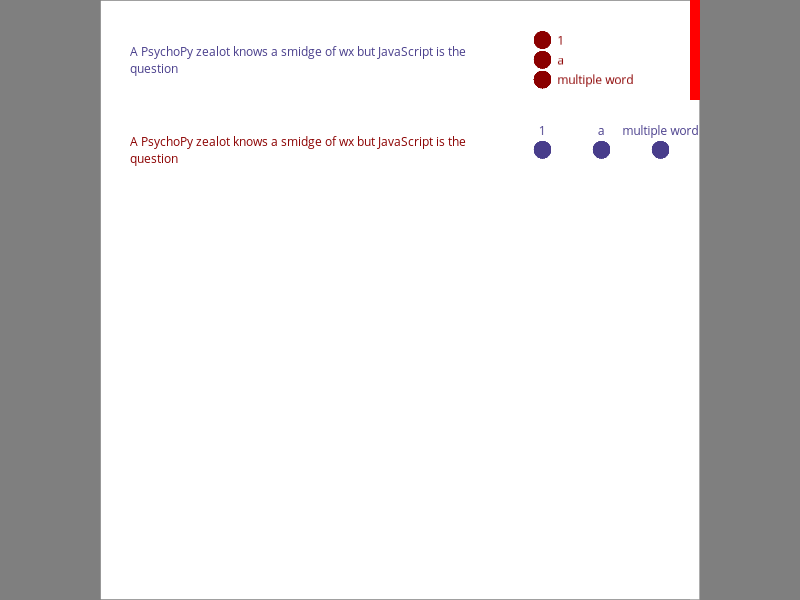 A PsychoPy zealot knows a smidge of wx but JavaScript is the
question
1
a
multiple word
A PsychoPy zealot knows a smidge of wx but JavaScript is the
question
1 a multiple word